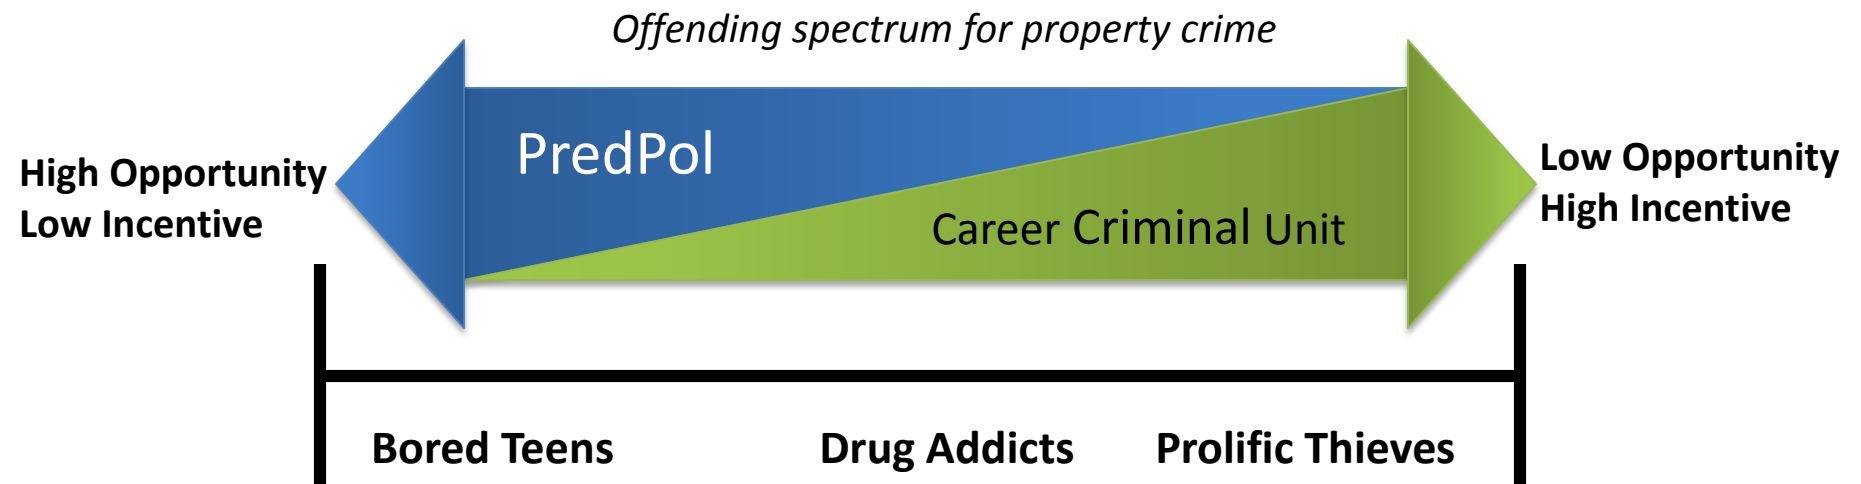 Offending spectrum for property crime
High Opportunity
Low Incentive
PredPol
Career Criminal Unit
Low Opportunity
High Incentive
Bored Teens
Drug Addicts
Prolific Thieves